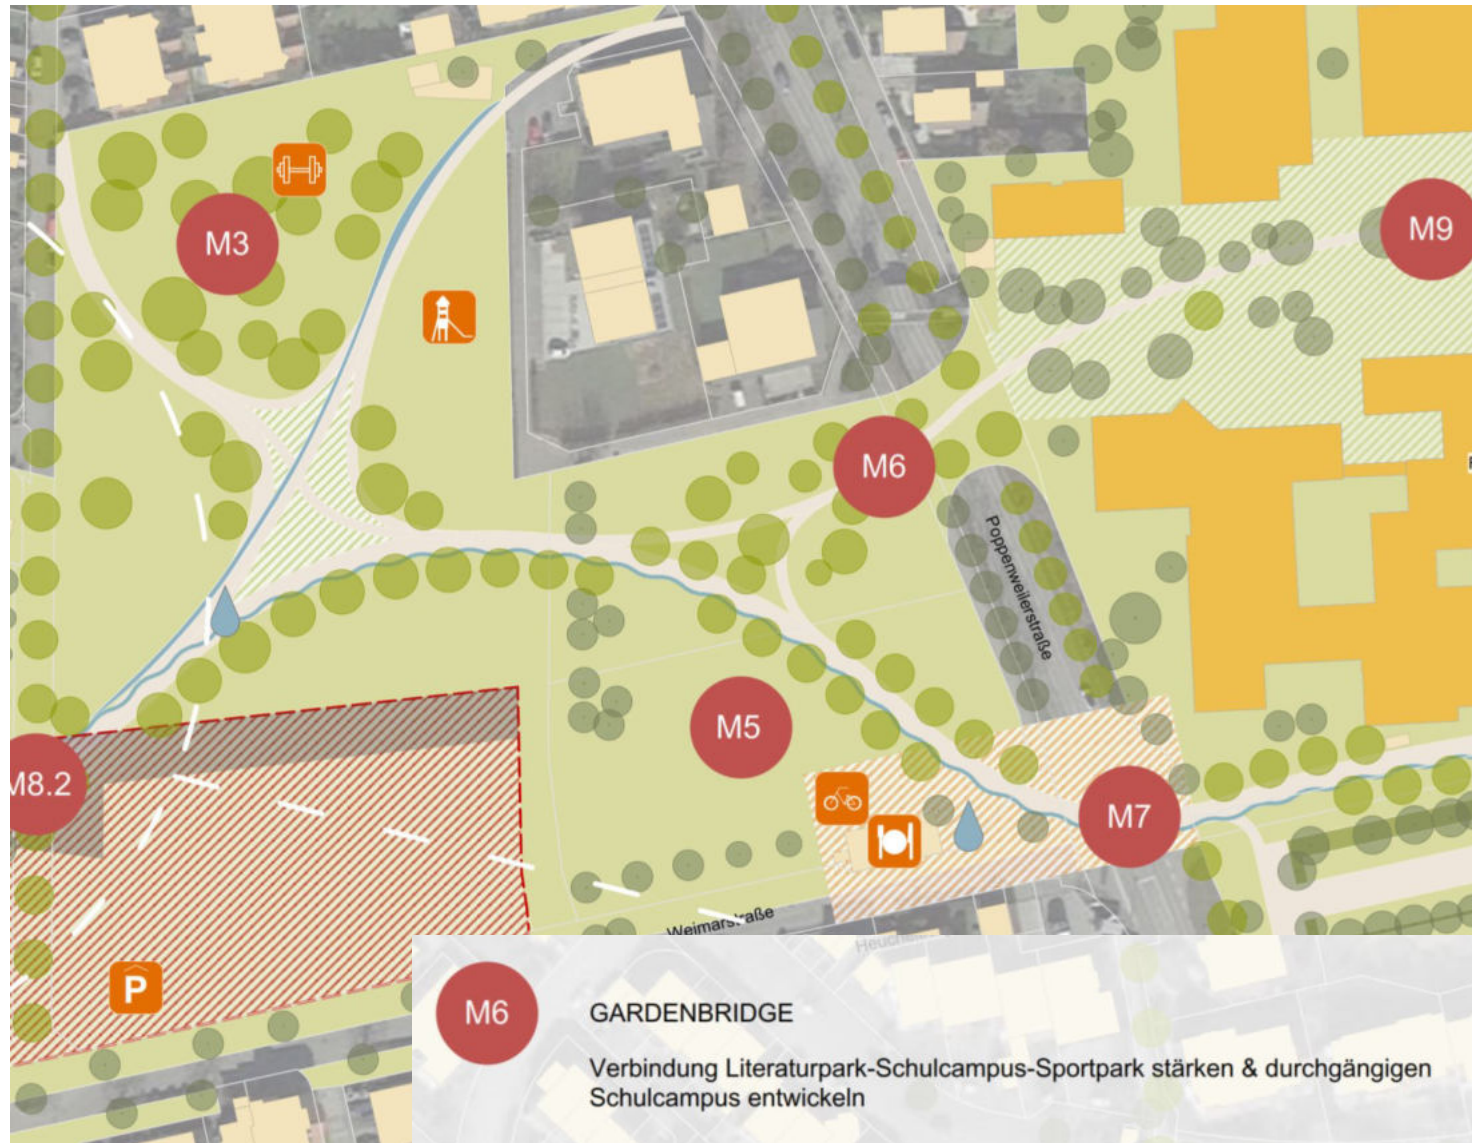 M3
M9
M6
Poppenweilerstraße
M5
M8.2
M7
Weimarstraße
P
M6
GARDENBRIDGE
Verbindung Literaturpark-Schulcampus-Sportpark stärken & durchgängigen
Schulcampus entwickeln